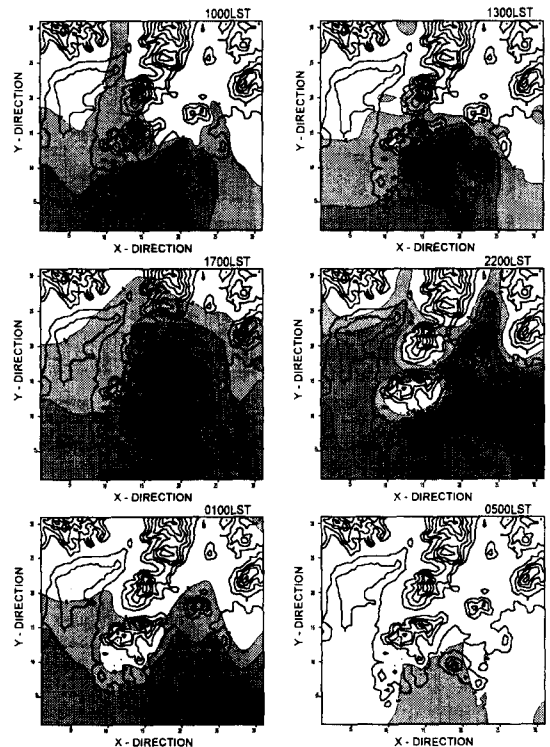 1000LST
Y - DIRECTION
X - DIRECTION
1300LST
Y - DIRECTION
X - DIRECTION
1700LST
Y - DIRECTION
X - DIRECTION
2200LST
Y - DIRECTION
X - DIRECTION
0100LST
Y - DIRECTION
X - DIRECTION
0500LST
Y - DIRECTION
X - DIRECTION